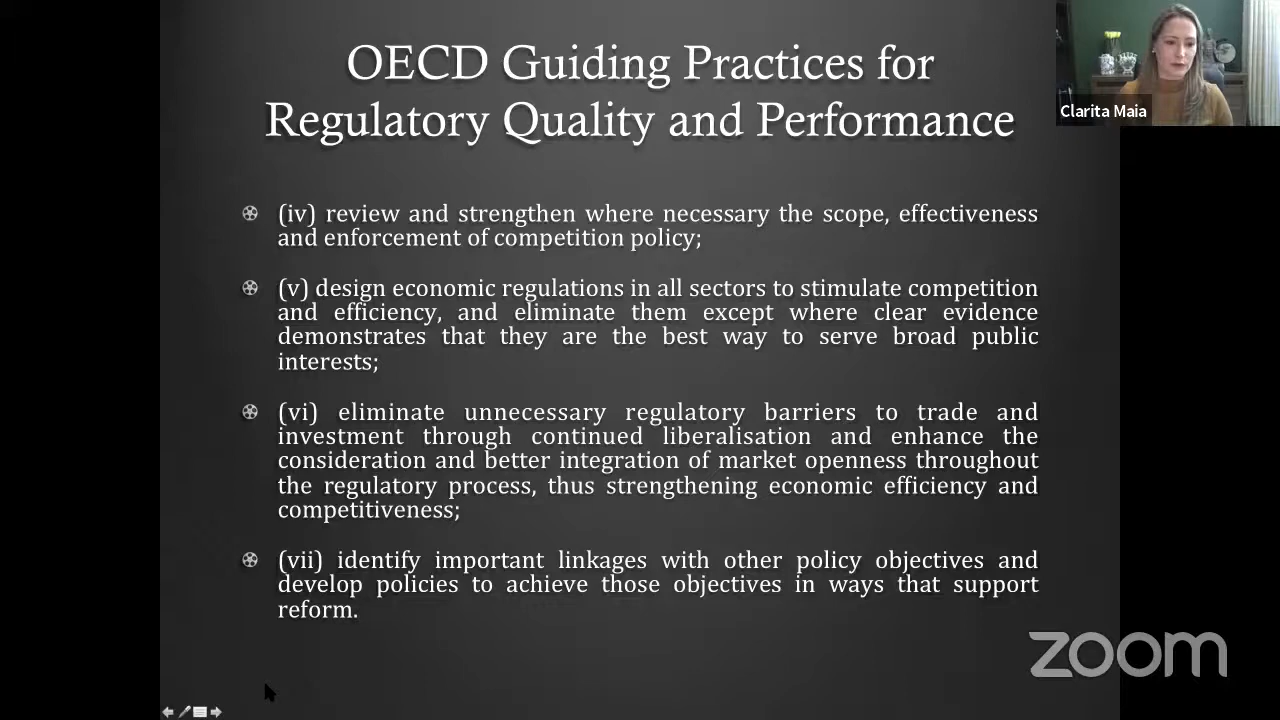 OECD Guiding Practices for
Regulatory Quality and Performance
Clarita Maia
(iv) review and strengthen where necessary the scope, effectiveness
and enforcement of competition policy;
(v) design economic regulations in all sectors to stimulate competition
and efficiency, and eliminate them except where clear evidence
demonstrates that they are the best way to serve broad public
interests;
(vi) eliminate unnecessary regulatory barriers to trade and
investment through continued liberalisation and enhance the
consideration and better integration of market openness throughout
the regulatory process, thus strengthening economic efficiency and
competitiveness;
(vii) identify important linkages with other policy objectives and
develop policies to achieve those objectives in ways that support
reform.
zoom